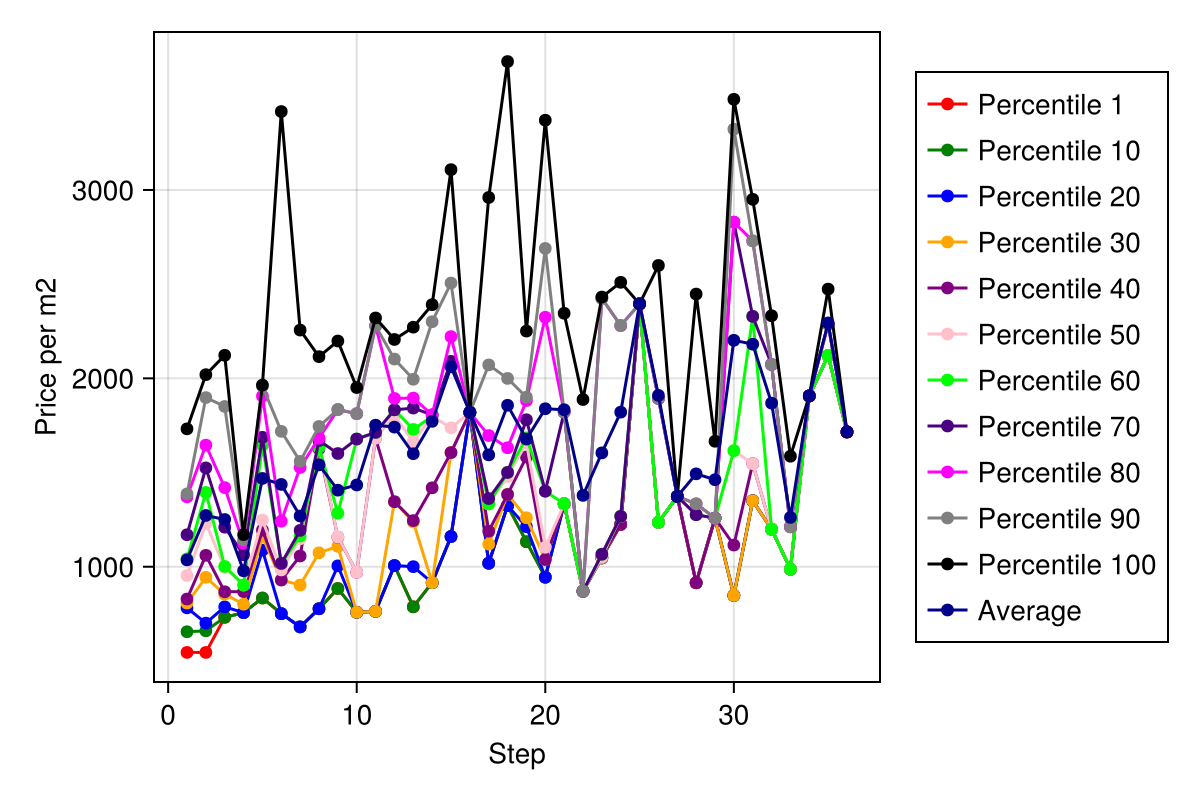 3000
2000
1000
Price per m2
0
10
20
30
Step
Percentile 1
Percentile 10
Percentile 20
Percentile 30
Percentile 40
Percentile 50
Percentile 60
Percentile 70
Percentile 80
Percentile 90
Percentile 100
Average